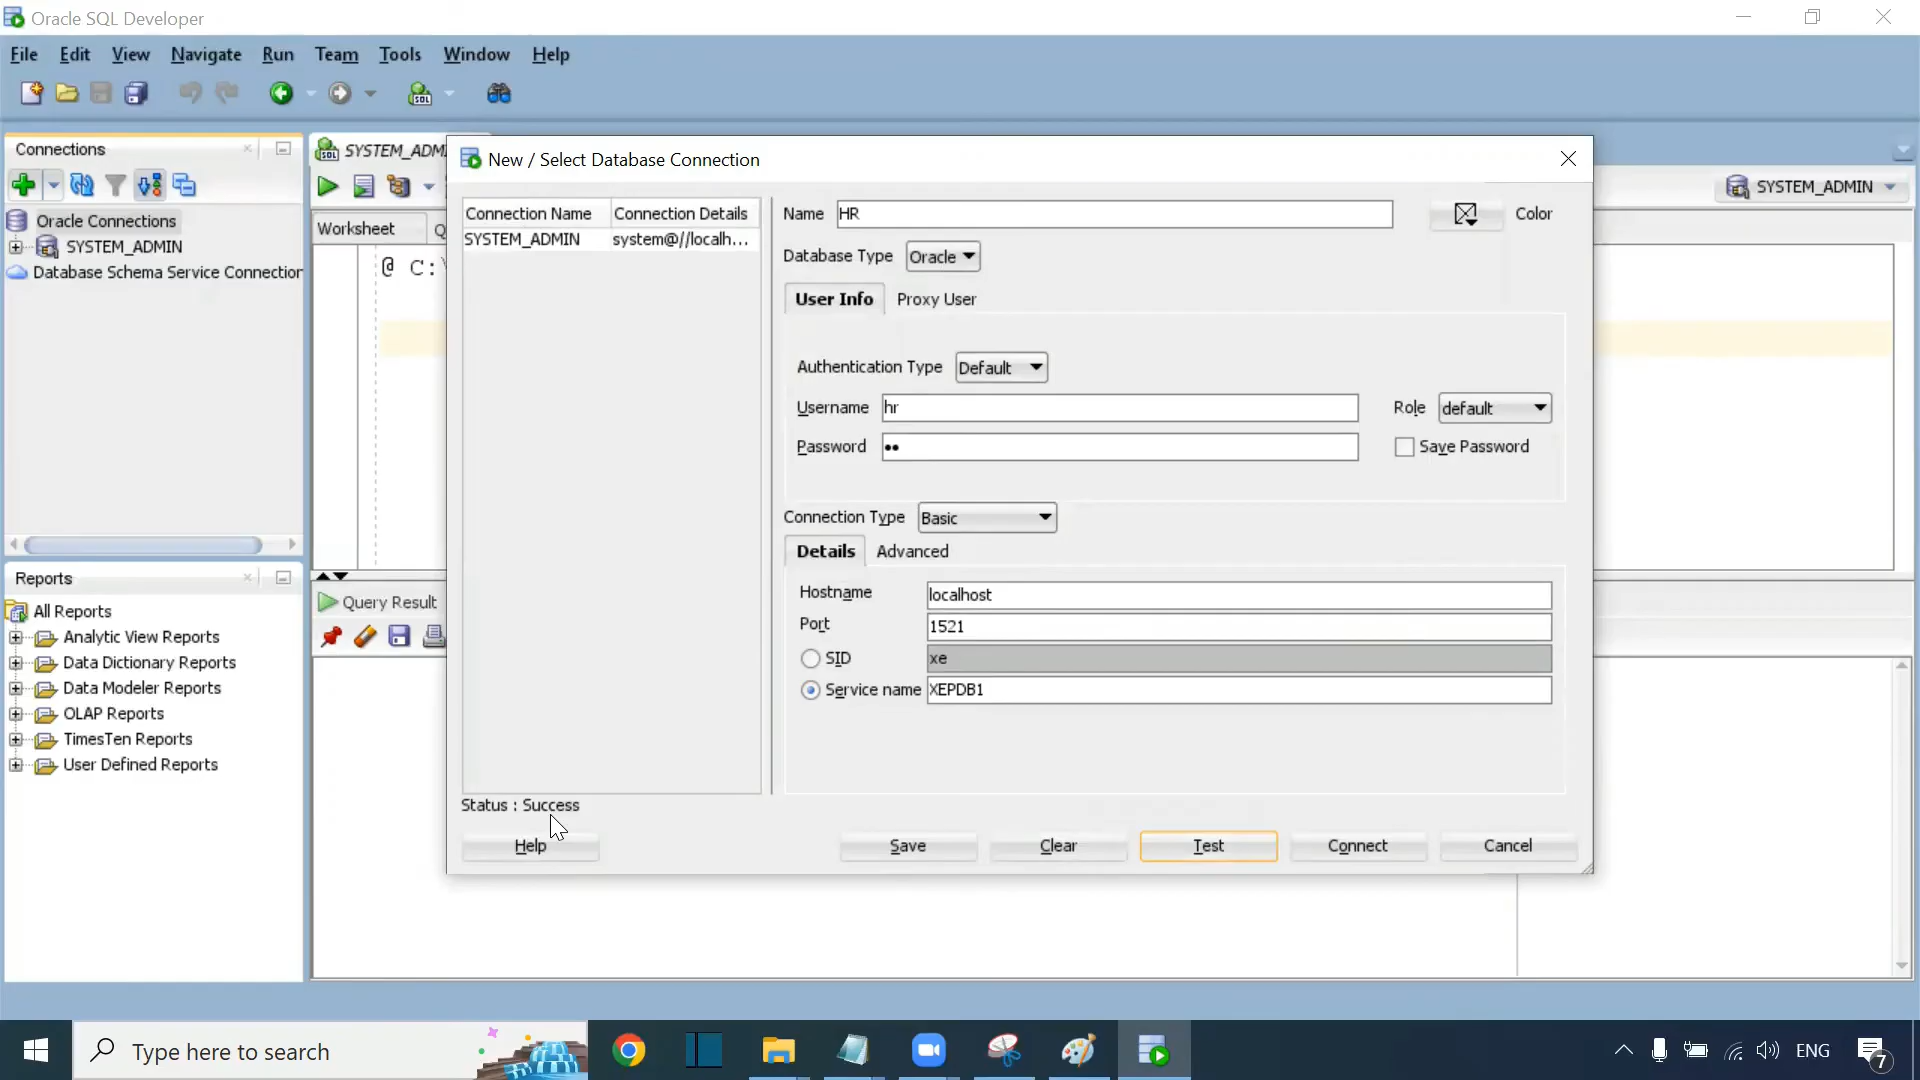 Oracle SQL Developer
File Edit View Navigate Run Team Tools Window Help
SQL
Connections
SQL SYSTEM_ADM
SYSTEM_ADMIN
Oracle Connections
SYSTEM_ADMIN
Database Schema Service Connection
Worksheet Q
@ C:\
New / Select Database Connection
Connection Name Connection Details
SYSTEM_ADMIN system@//localh...
Name HR Color
Database Type Oracle
User Info Proxy User
Authentication Type Default
Username hr Role default
Password •• Save Password
Connection Type Basic
Details Advanced
Hostname localhost
Port 1521
SID xe
Service name XEPDB1
Status : Success
Help Save Clear Test Connect Cancel
Reports
All Reports
Analytic View Reports
Data Dictionary Reports
Data Modeler Reports
OLAP Reports
TimesTen Reports
User Defined Reports
Query Result
Type here to search
ENG
7